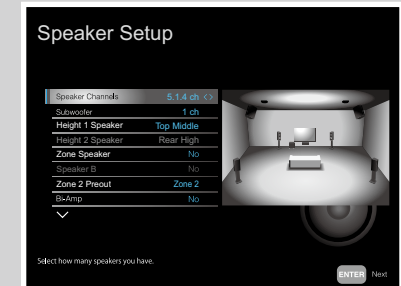 Speaker Setup
Speaker Channels 5.1.4 ch < >
Subwoofer 1 ch
Height 1 Speaker Top Middle
Height 2 Speaker Rear High
Zone Speaker No
Speaker B No
Zone 2 Preout Zone 2
Bi-Amp No
Select how many speakers you have.
ENTER Next